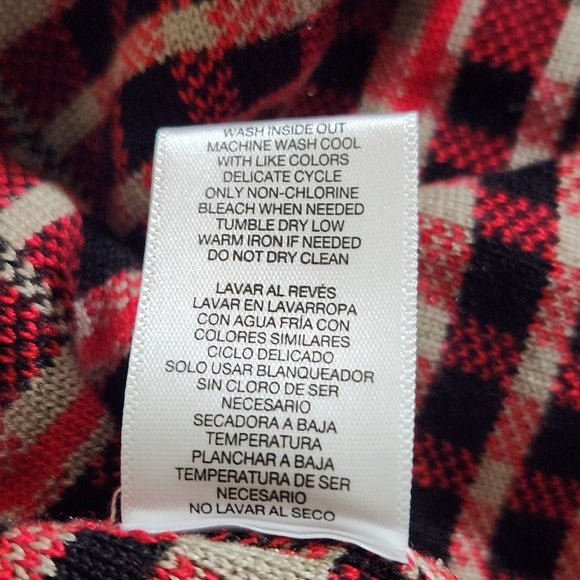 WASH INSIDE OUT
MACHINE WASH COOL
WITH LIKE COLORS
DELICATE CYCLE
ONLY NON-CHLORINE
BLEACH WHEN NEEDED
TUMBLE DRY LOW
WARM IRON IF NEEDED
DO NOT DRY CLEAN
LAVAR AL REVÉS
LAVAR EN LAVARROPA
CON AGUA FRÍA CON
COLORES SIMILARES
CICLO DELICADO
SOLO USAR BLANQUEADOR
SIN CLORO DE SER
NECESARIO
SECADORA A BAJA
TEMPERATURA
PLANCHAR A BAJA
TEMPERATURA DE SER
NECESARIO
NO LAVAR AL SECO